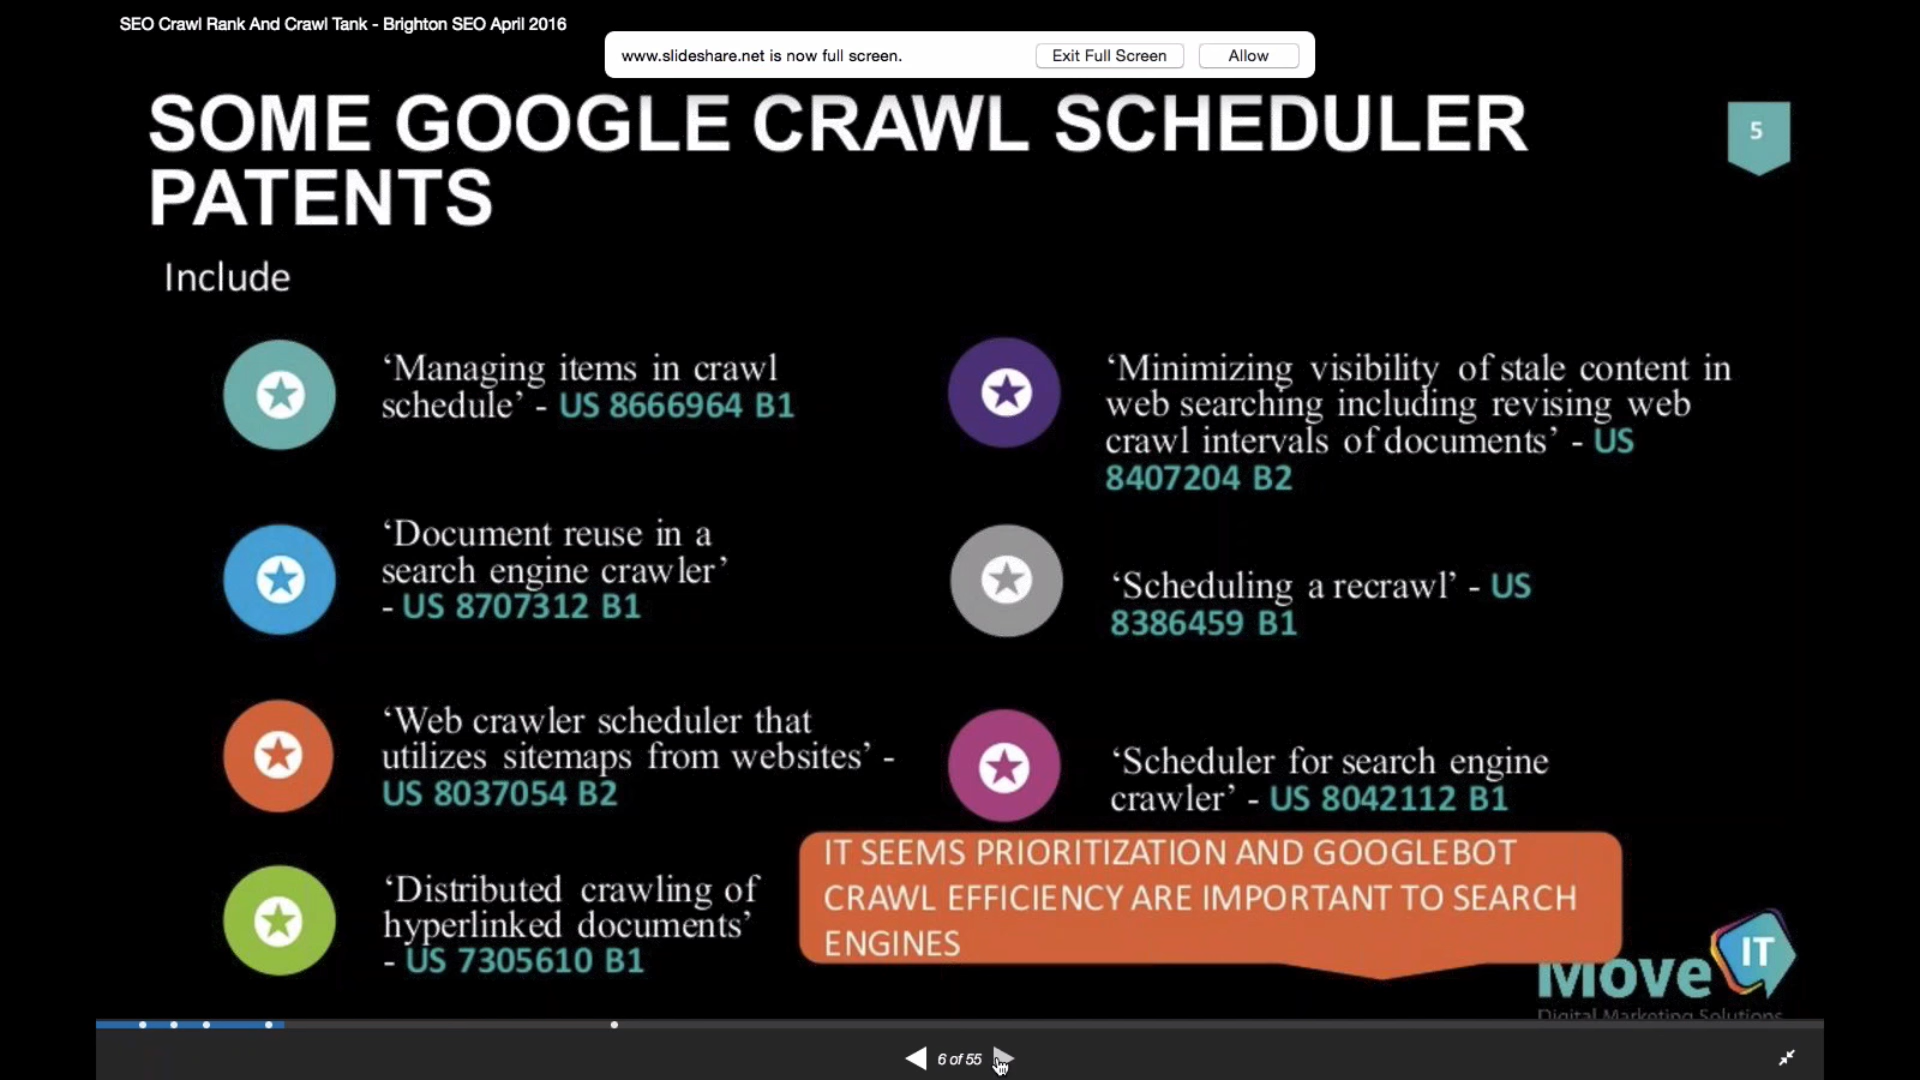 SEO Crawl Rank And Crawl Tank - Brighton SEO April 2016
www.slideshare.net is now full screen.
Exit Full Screen
Allow
SOME GOOGLE CRAWL SCHEDULER
PATENTS
5
Include
‘Managing items in crawl
schedule’ - US 8666964 B1
‘Document reuse in a
search engine crawler’
- US 8707312 B1
‘Web crawler scheduler that
utilizes sitemaps from websites’ -
US 8037054 B2
‘Distributed crawling of
hyperlinked documents’
- US 7305610 B1
‘Minimizing visibility of stale content in
web searching including revising web
crawl intervals of documents’ - US
8407204 B2
‘Scheduling a recrawl’ - US
8386459 B1
‘Scheduler for search engine
crawler’ - US 8042112 B1
IT SEEMS PRIORITIZATION AND GOOGLEBOT
CRAWL EFFICIENCY ARE IMPORTANT TO SEARCH
ENGINES
Move IT
Digital Marketing Solutions
6 of 55